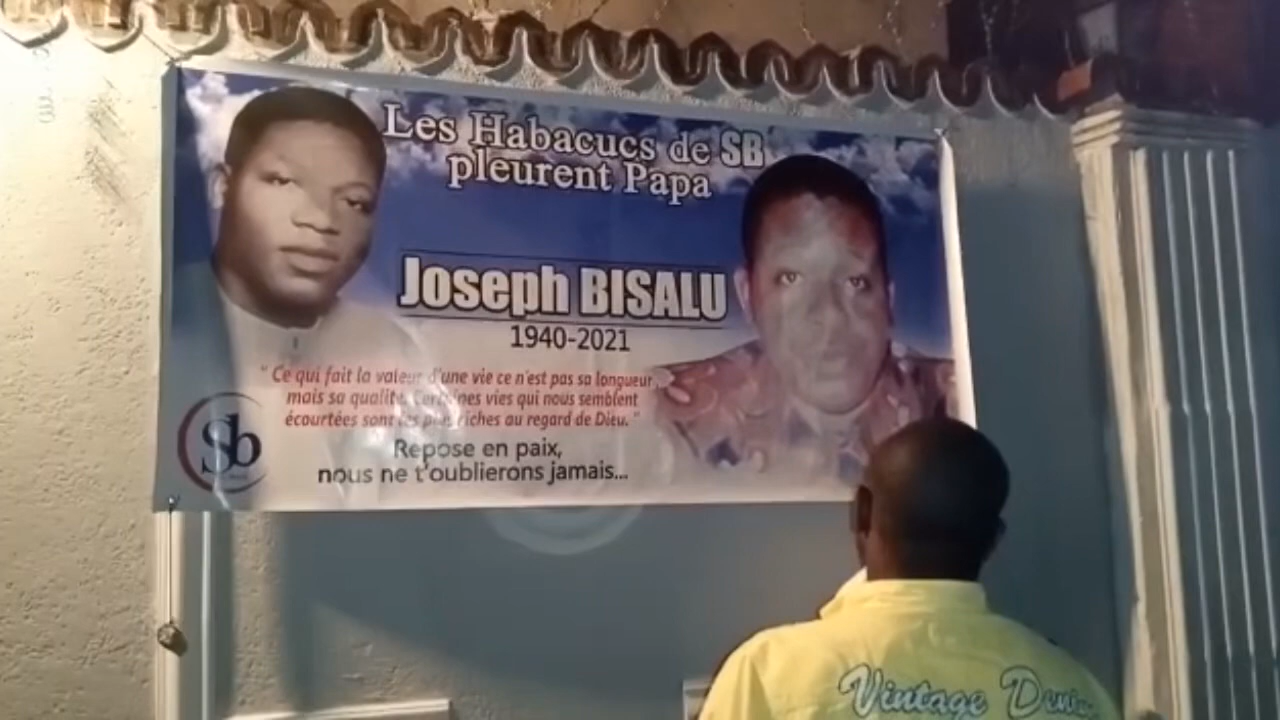 Les Habacucs de SB
pleurent Papa
Joseph BISALU
1940-2021
" Ce qui fait la valeur d'une vie ce n'est pas sa longueur
mais sa qualité. Certaines vies qui nous semblent
écourtées sont les plus riches au regard de Dieu. "
Sb
Repose en paix,
nous ne t'oublierons jamais...
Vintage